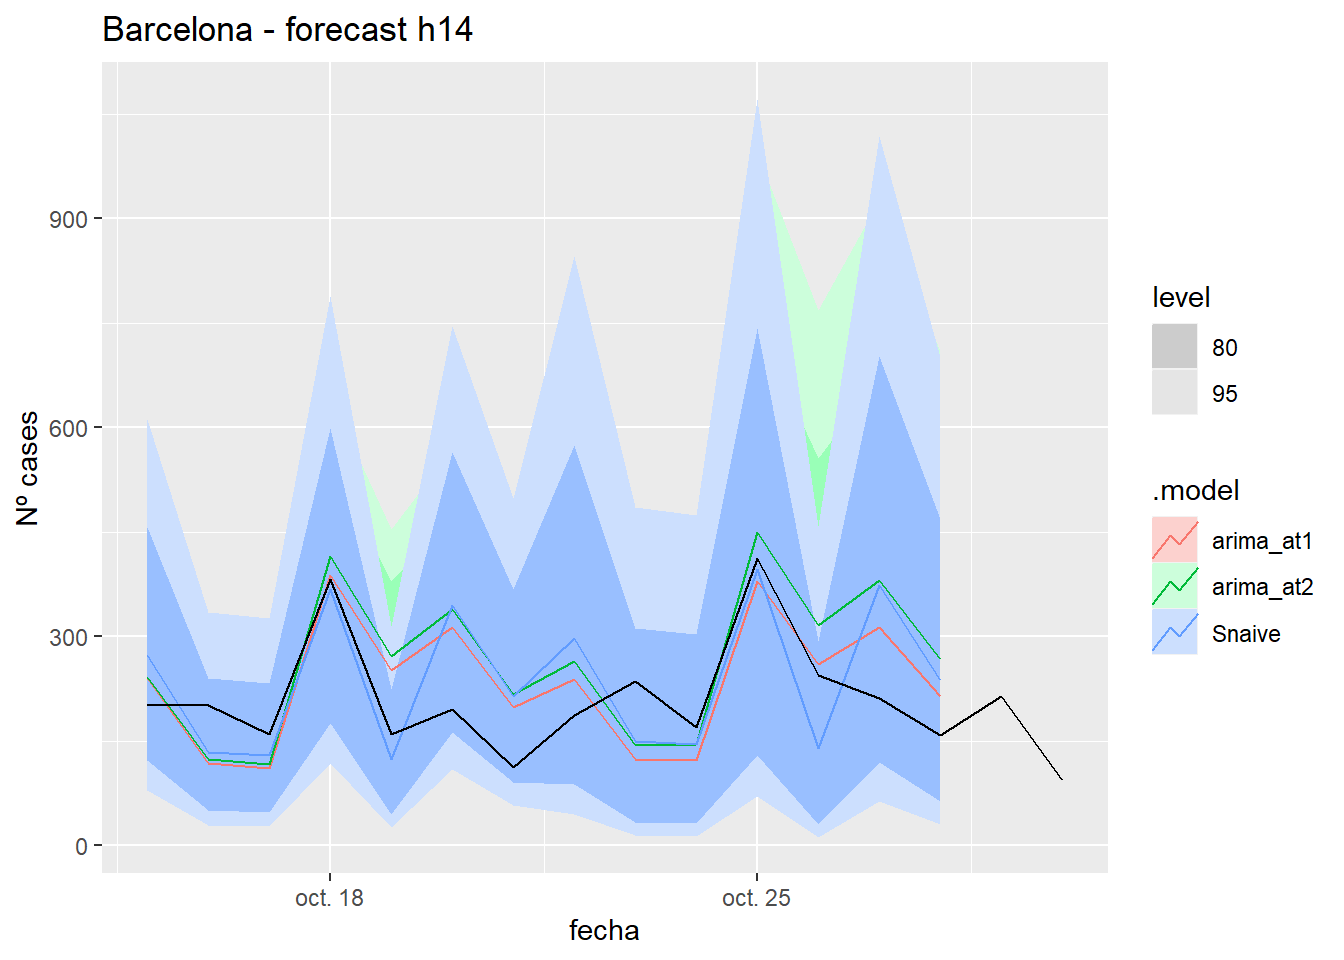 Barcelona - forecast h14
900
600
300
0
Nº cases
oct. 18
oct. 25
fecha
level
80
95
.model
arima_at1
arima_at2
Snaive